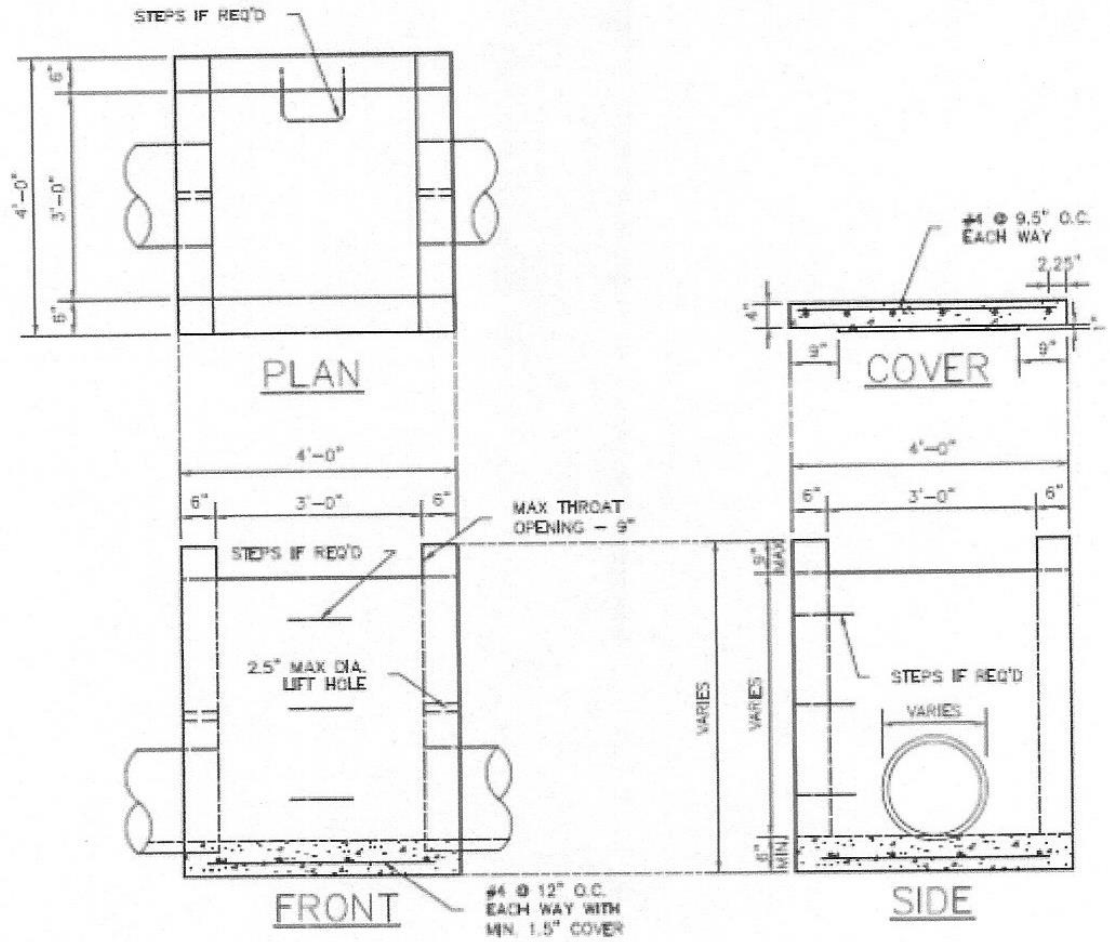 STEPS IF REQ'D
6"
4'-0"
3'-0"
6"
PLAN
#4 @ 9.5" O.C.
EACH WAY
2.25"
4"
1"
9"
9"
COVER
4'-0"
6"
3'-0"
6"
MAX THROAT
OPENING - 9"
STEPS IF REQ'D
2.5" MAX DIA.
LIFT HOLE
VARIES
FRONT
#4 @ 12" O.C.
EACH WAY WITH
MIN. 1.5" COVER
4'-0"
6"
3'-0"
6"
9"
MAX
VARIES
STEPS IF REQ'D
VARIES
6"
MIN
SIDE